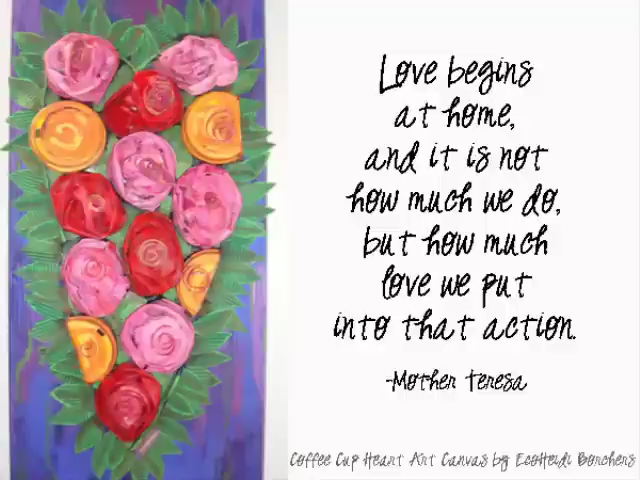 Love begins
at home,
and it is not
how much we do,
but how much
love we put
into that action.
-Mother Teresa
Coffee Cup Heart Art Canvas by EcoHeidi Borchers